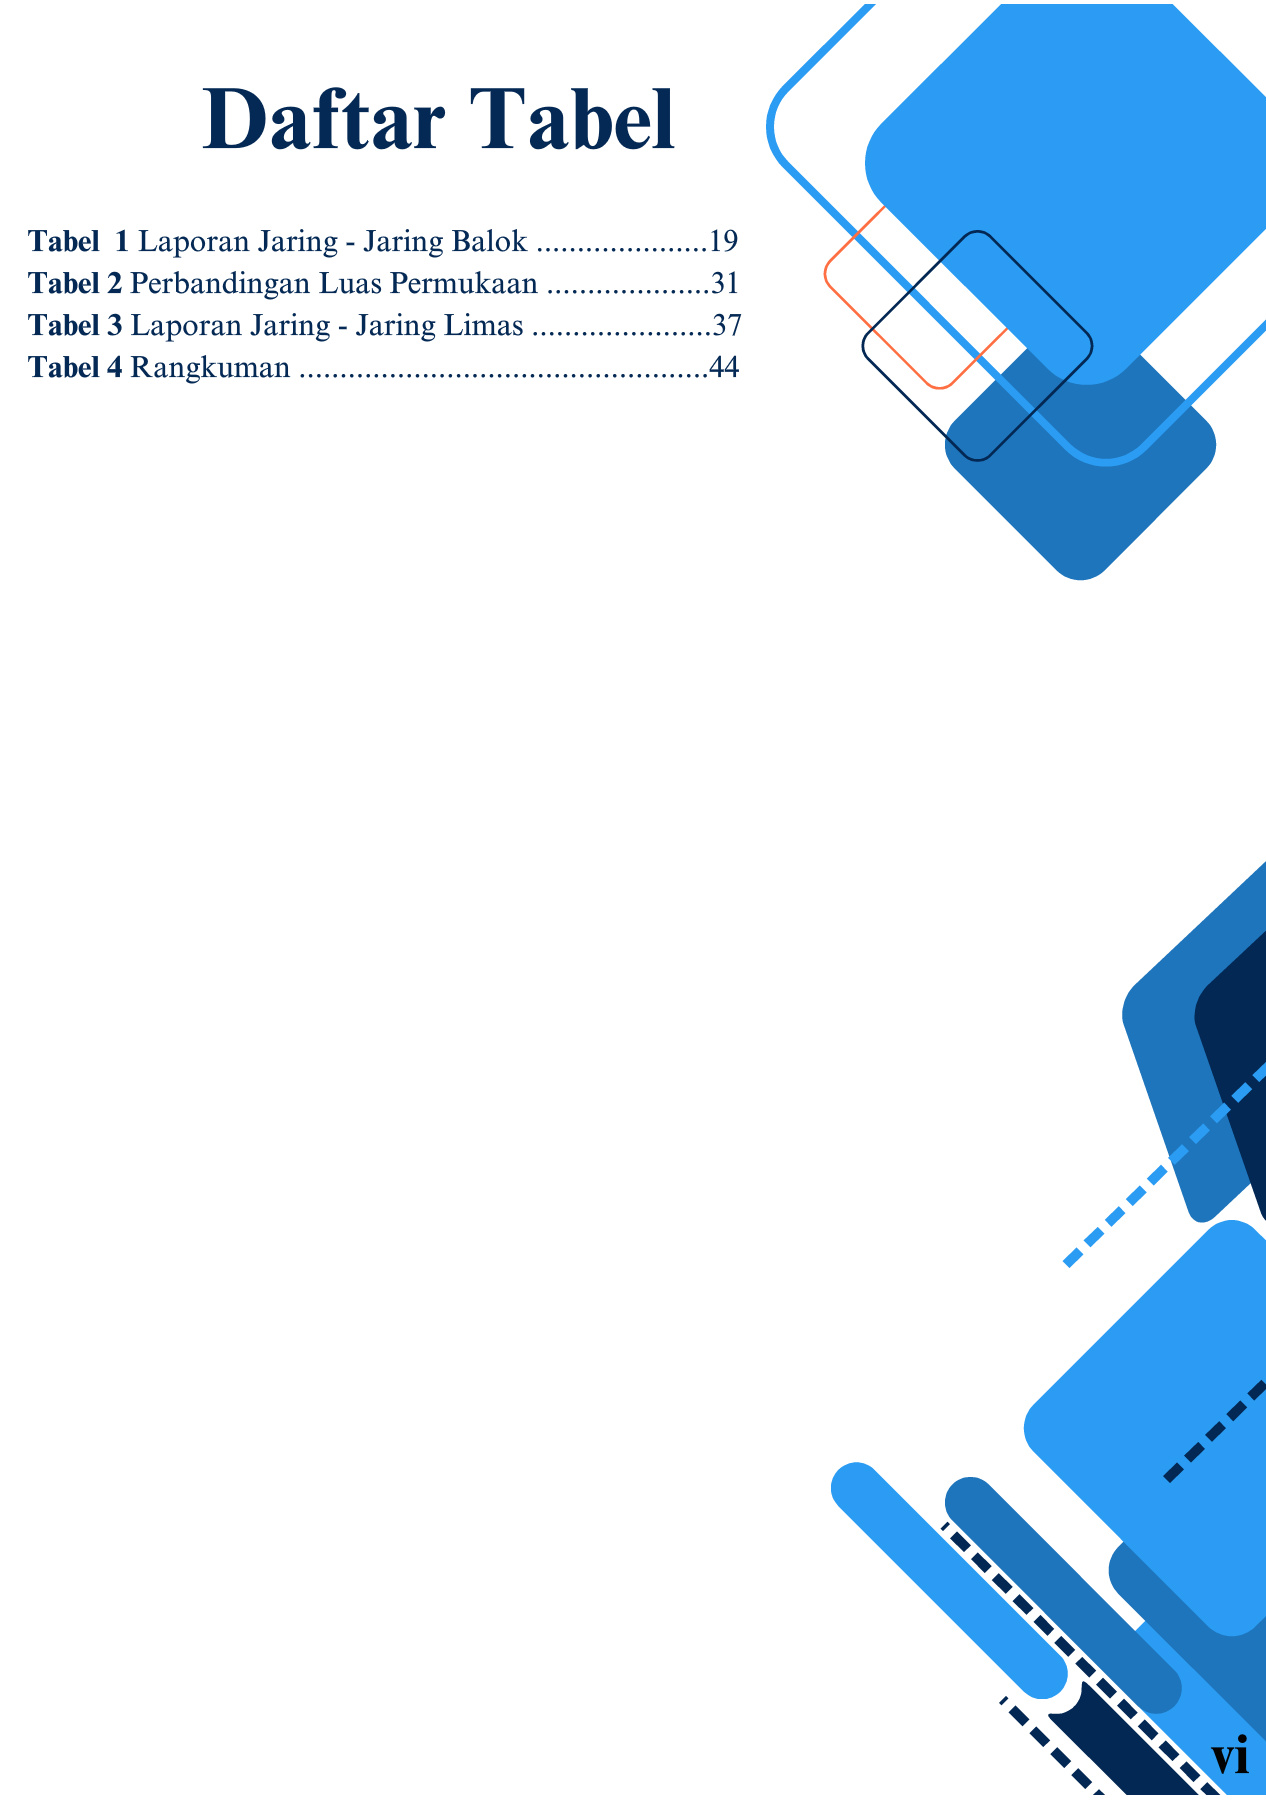 Daftar Tabel
Tabel  1 Laporan Jaring - Jaring Balok .....................19
Tabel 2 Perbandingan Luas Permukaan ....................31
Tabel 3 Laporan Jaring - Jaring Limas ......................37
Tabel 4 Rangkuman ..................................................44
vi